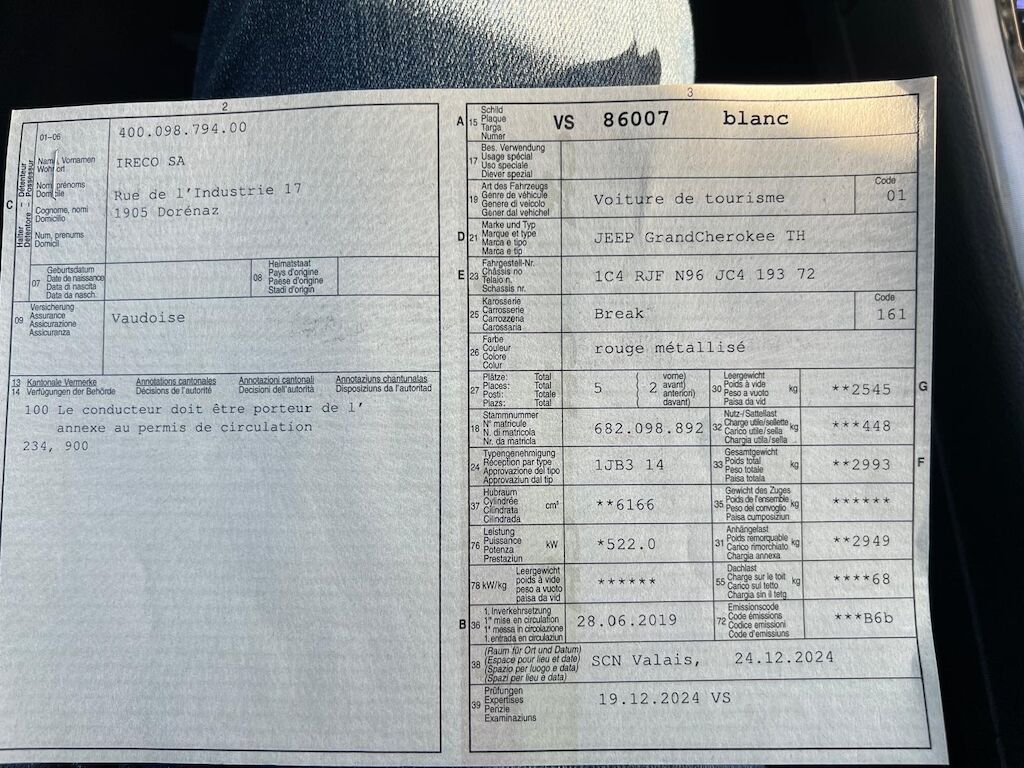 2
01-06
400.098.794.00
C
Halter – Détenteur
Detentore – Possessur
Name, Vornamen
Wohnort
Nom, prénoms
Domicile
Cognome, nomi
Domicilio
Num, prenums
Domicil
IRECO SA
Rue de l'Industrie 17
1905 Dorénaz
07
Geburtsdatum
Date de naissance
Data di nascita
Data da nasch.
08
Heimatstaat
Pays d'origine
Paese d'origine
Stadi d'origin
09
Versicherung
Assurance
Assicurazione
Assicuranza
Vaudoise
13 Kantonale Vermerke Annotations cantonales Annotazioni cantonali Annotaziuns chantunalas
14 Verfügungen der Behörde Décisions de l'autorité Decisioni dell'autorità Disposiziuns da l'autoritad
100 Le conducteur doit être porteur de l'
annexe au permis de circulation
234, 900
3
A 15
Schild
Plaque
Targa
Numer
VS 86007 blanc
17
Bes. Verwendung
Usage spécial
Uso speciale
Diever spezial
19
Art des Fahrzeugs
Genre de véhicule
Genere di veicolo
Gener dal vehichel
Voiture de tourisme
Code
01
D 21
Marke und Typ
Marque et type
Marca e tipo
Marca e tip
JEEP GrandCherokee TH
E 23
Fahrgestell-Nr.
Châssis no
Telaio n.
Schassis nr.
1C4 RJF N96 JC4 193 72
25
Karosserie
Carrosserie
Carrozzeria
Carossaria
Break
Code
161
26
Farbe
Couleur
Colore
Colur
rouge métallisé
27
Plätze: Total
Places: Total
Posti: Totale
Plazs: Total
5
( vorne)
( 2 avant)
( anteriori)
( davant)
30
Leergewicht
Poids à vide
Peso a vuoto
Paisa da vid
kg
**2545
G
18
Stammnummer
N° matricule
N. di matricola
Nr. da matricla
682.098.892
32
Nutz-/Sattellast
Charge utile/sellette
Carico utile/sella
Chargia utila/sella
kg
***448
24
Typengenehmigung
Réception par type
Approvazione del tipo
Approvaziun dal tip
1JB3 14
33
Gesamtgewicht
Poids total
Peso totale
Paisa totala
kg
**2993
F
37
Hubraum
Cylindrée
Cilindrata
Cilindrada
cm³
**6166
35
Gewicht des Zuges
Poids de l'ensemble
Peso del convoglio
Paisa cumposiziun
kg
******
76
Leistung
Puissance
Potenza
Prestaziun
kW
*522.0
31
Anhängelast
Poids remorquable
Carico rimorchiato
Chargia annexa
kg
**2949
78 kW/kg
Leergewicht
poids à vide
peso a vuoto
paisa da vid
******
55
Dachlast
Charge sur le toit
Carico sul tetto
Chargia sin il tetg
kg
****68
B 36
1. Inverkehrsetzung
1re mise en circulation
1a messa in circolazione
1. entrada en circulaziun
28.06.2019
72
Emissionscode
Code émissions
Codice emissioni
Code d'emissiuns
***B6b
38
(Raum für Ort und Datum)
(Espace pour lieu et date)
(Spazio per luogo e data)
(Spazi per lieu e data)
SCN Valais, 24.12.2024
39
Prüfungen
Expertises
Perizie
Examinaziuns
19.12.2024 VS